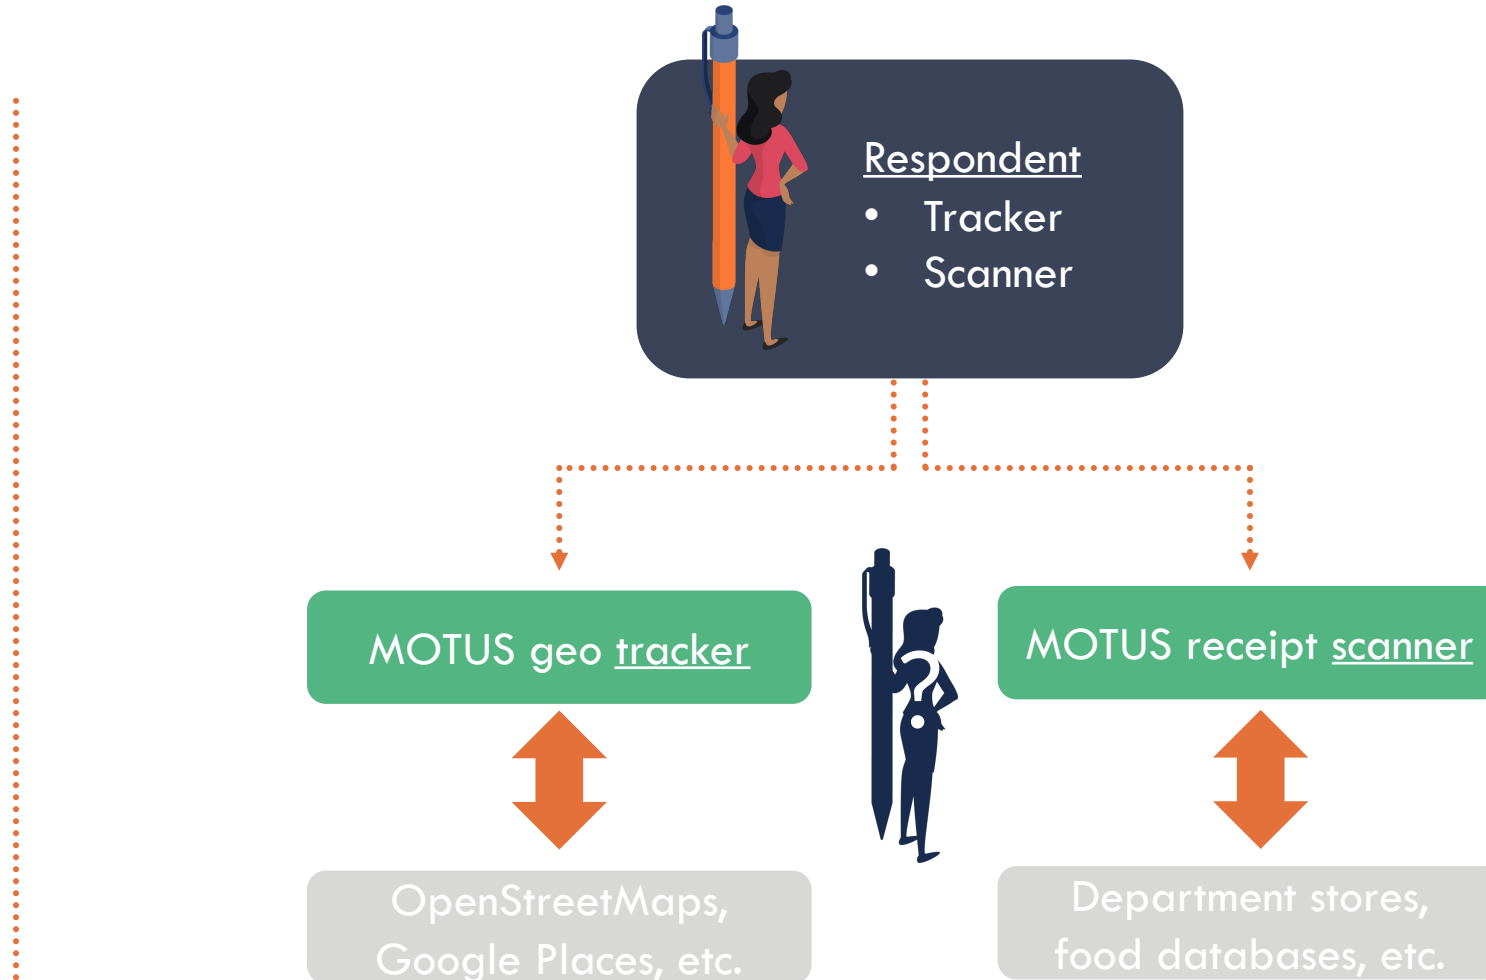 Respondent
• Tracker
• Scanner
MOTUS geo tracker
?
MOTUS receipt scanner
OpenStreetMaps,
Google Places, etc.
Department stores,
food databases, etc.